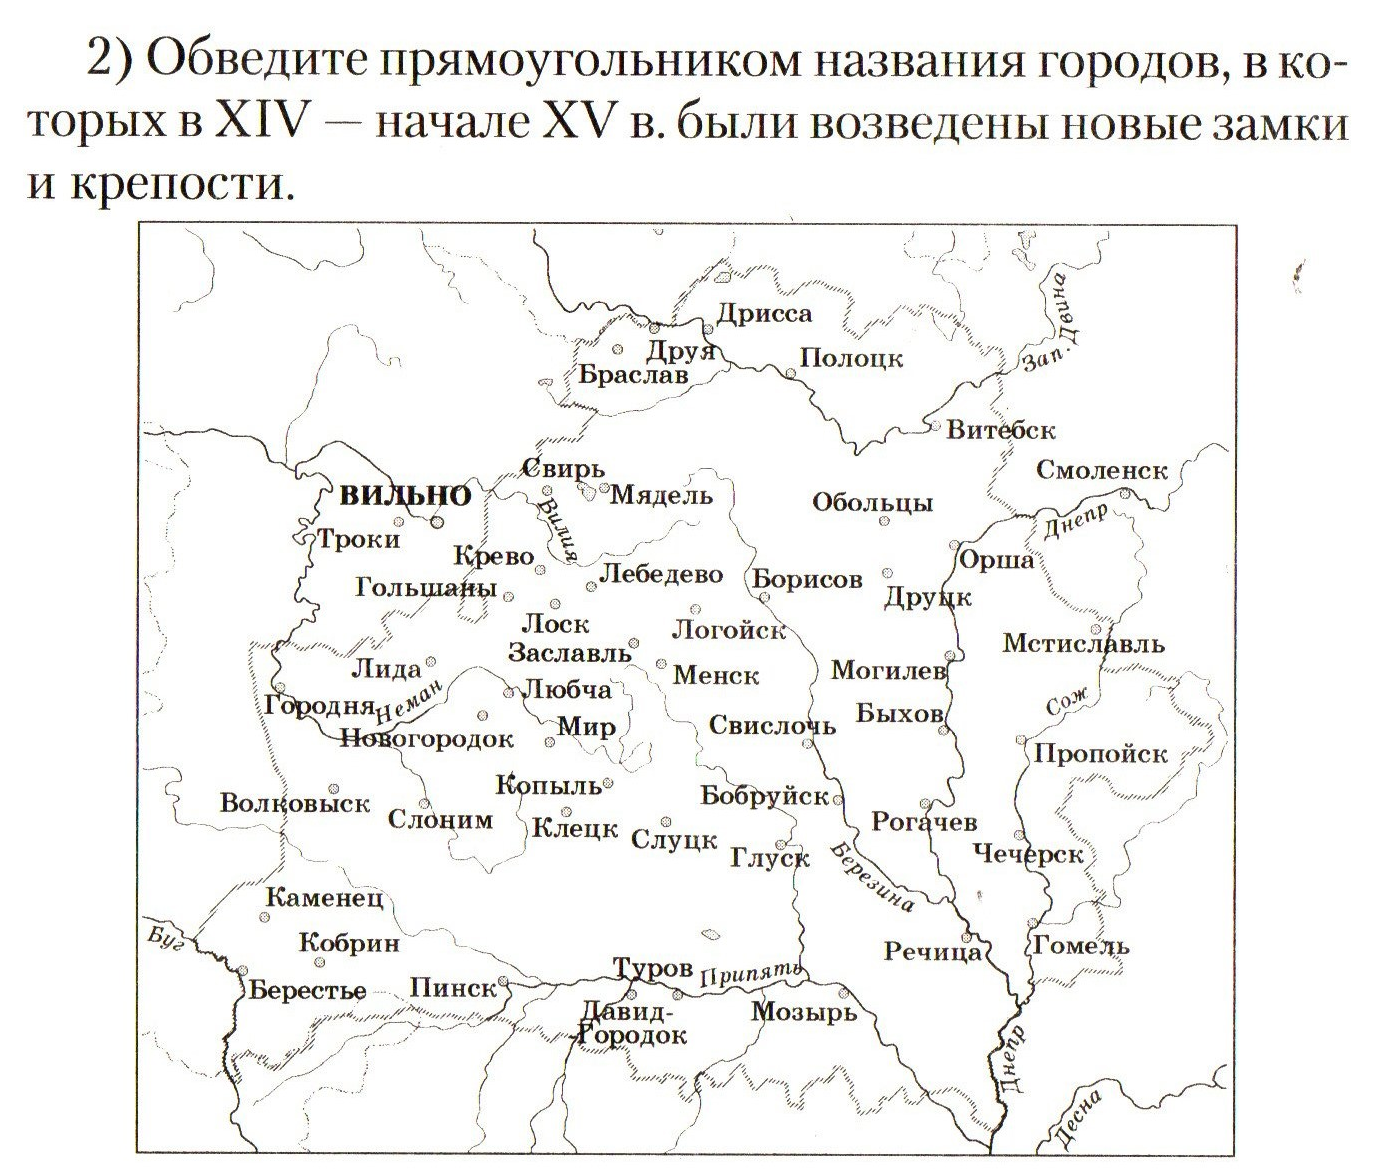 2) Обведите прямоугольником названия городов, в ко-
торых в XIV — начале XV в. были возведены новые замки
и крепости.
Дрисса
Друя
Браслав
Полоцк
Зап. Двина
Витебск
Смоленск
Свирь
Мядель
ВИЛЬНО
Обольцы
Днепр
Троки
Вилия
Крево
Орша
Гольшаны
Лебедево
Борисов
Друцк
Лоск
Логойск
Мстиславль
Заславль
Лида
Менск
Могилев
Городня
Неман
Любча
Сож
Новогородок
Мир
Свислочь
Быхов
Пропойск
Копыль
Бобруйск
Волковыск
Слоним
Клецк
Слуцк
Рогачев
Глуск
Чечерск
Березина
Каменец
Буг
Кобрин
Речица
Гомель
Берестье
Пинск
Туров
Припять
Давид-
Городок
Мозырь
Днепр
Десна